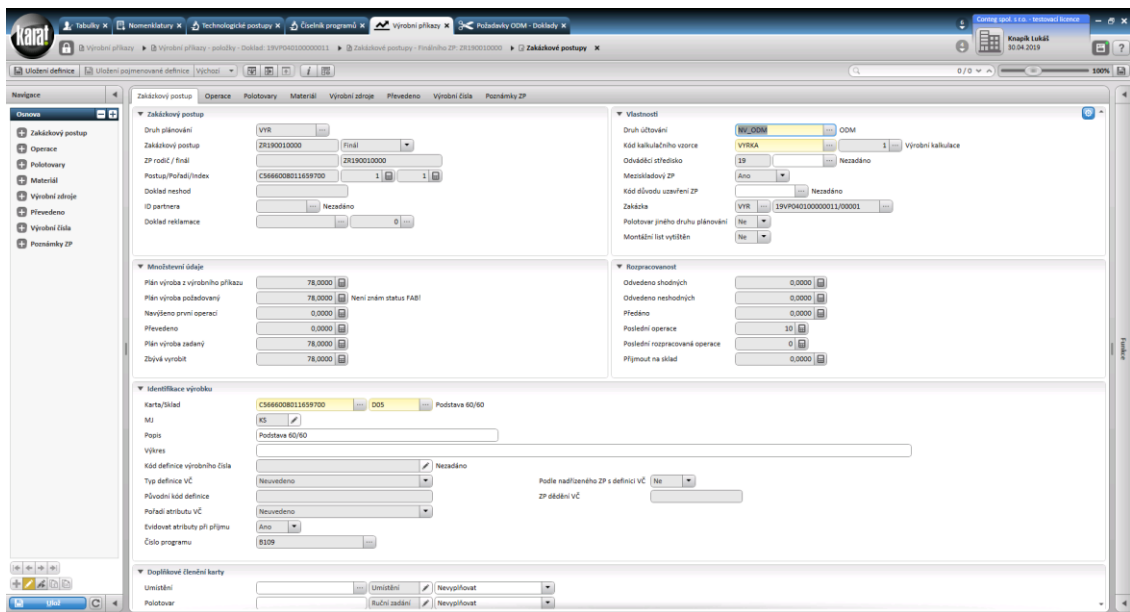 kara!
Tabulky × Nomenklatury × Technologické postupy × Číselník programů × Výrobní příkazy × Požadavky ODM - Doklady ×
Conteg spol. s r.o. - testovací licence
Výrobní příkazy Výrobní příkazy - položky - Doklad: 19VP040100000011 Zakázkové postupy - Finálního ZP: ZR190010000 Zakázkové postupy ×
Knapík Lukáš
30.04.2019
Uložení definice Uložení pojmenované definice Výchozí
0/0 100%
Navigace
Zakázkový postup Operace Polotovary Materiál Výrobní zdroje Převedeno Výrobní čísla Poznámky ZP
Osnova
Zakázkový postup
Operace
Polotovary
Materiál
Výrobní zdroje
Převedeno
Výrobní čísla
Poznámky ZP
Zakázkový postup
Druh plánování VYR
Zakázkový postup ZR190010000 Finál
ZP rodič / finál ZR190010000
Postup/Pořadí/Index C5666008011659700 1 1
Doklad neshod
ID partnera Nezadáno
Doklad reklamace 0
Vlastnosti
Druh účtování NV_ODM ODM
Kód kalkulačního vzorce VYRKA 1 Výrobní kalkulace
Odváděcí středisko 19 Nezadáno
Meziskladový ZP Ano
Kód důvodu uzavření ZP Nezadáno
Zakázka VYR 19VP040100000011/00001
Polotovar jiného druhu plánování Ne
Montážní list vytištěn Ne
Množstevní údaje
Plán výroba z výrobního příkazu 78,0000
Plán výroba požadovaný 78,0000 Není znám status FAB!
Navýšeno první operací 0,0000
Převedeno 0,0000
Plán výroba zadaný 78,0000
Zbývá vyrobit 78,0000
Rozpracovanost
Odvedeno shodných 0,0000
Odvedeno neshodných 0,0000
Předáno 0,0000
Poslední operace 10
Poslední rozpracovaná operace 0
Přijmout na sklad 0,0000
Funkce
Identifikace výrobku
Karta/Sklad C5666008011659700 D05 Podstava 60/60
MJ KS
Popis Podstava 60/60
Výkres
Kód definice výrobního čísla Nezadáno
Typ definice VČ Neuvedeno Podle nadřízeného ZP s definicí VČ Ne
Původní kód definice ZP dědění VČ
Pořadí atributu VČ Neuvedeno
Evidovat atributy při příjmu Ano
Číslo programu B109
Doplňkové členění karty
Umístění Umístění Nevyplňovat
Polotovar Ruční zadání Nevyplňovat
Ulož